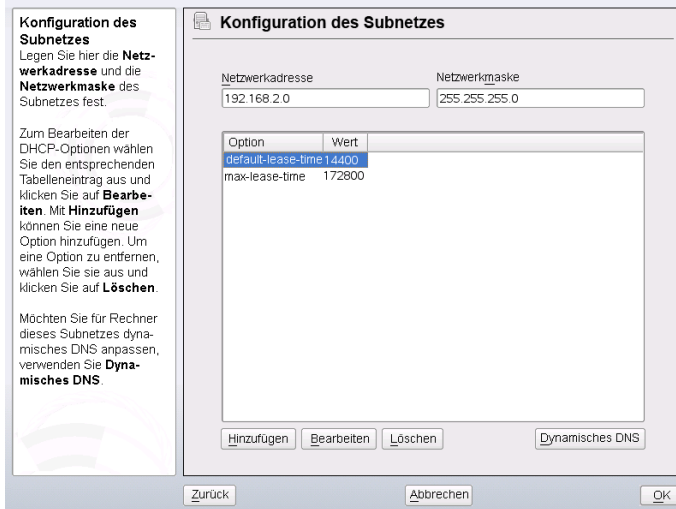 Konfiguration des
Subnetzes
Legen Sie hier die Netz-
werkadresse und die
Netzwerkmaske des
Subnetzes fest.
Zum Bearbeiten der
DHCP-Optionen wählen
Sie den entsprechenden
Tabelleneintrag aus und
klicken Sie auf Bearbe-
iten. Mit Hinzufügen
können Sie eine neue
Option hinzufügen. Um
eine Option zu entfernen,
wählen Sie sie aus und
klicken Sie auf Löschen.
Möchten Sie für Rechner
dieses Subnetzes dyna-
misches DNS anpassen,
verwenden Sie Dyna-
misches DNS.
Konfiguration des Subnetzes
Netzwerkadresse Netzwerkmaske
192.168.2.0 255.255.255.0
Option Wert
default-lease-time 14400
max-lease-time 172800
Hinzufügen Bearbeiten Löschen Dynamisches DNS
Zurück Abbrechen OK